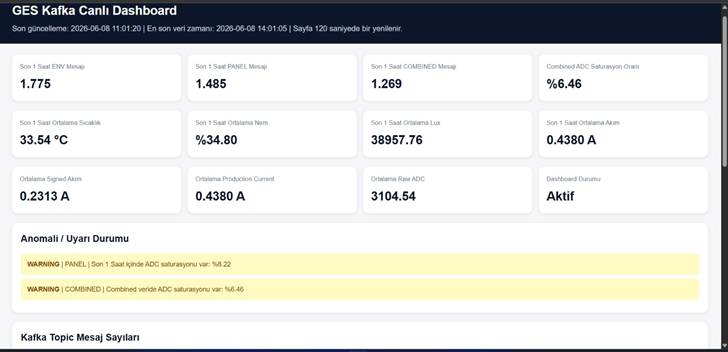 GES Kafka Canlı Dashboard
Son güncelleme: 2026-06-08 11:01:20 | En son veri zamanı: 2026-06-08 14:01:05 | Sayfa 120 saniyede bir yenilenir.
Son 1 Saat ENV Mesajı
Son 1 Saat PANEL Mesajı
Son 1 Saat COMBINED Mesajı
Combined ADC Saturasyon Oranı
1.775
1.485
1.269
%6.46
Son 1 Saat Ortalama Sıcaklık
Son 1 Saat Ortalama Nem
Son 1 Saat Ortalama Lux
Son 1 Saat Ortalama Akım
33.54 °C
%34.80
38957.76
0.4380 A
Ortalama Signed Akım
Ortalama Production Current
Ortalama Raw ADC
Dashboard Durumu
0.2313 A
0.4380 A
3104.54
Aktif
Anomali / Uyarı Durumu
WARNING | PANEL | Son 1 Saat içinde ADC saturasyonu var: %8.22
WARNING | COMBINED | Combined veride ADC saturasyonu var: %6.46
Kafka Topic Mesaj Sayıları